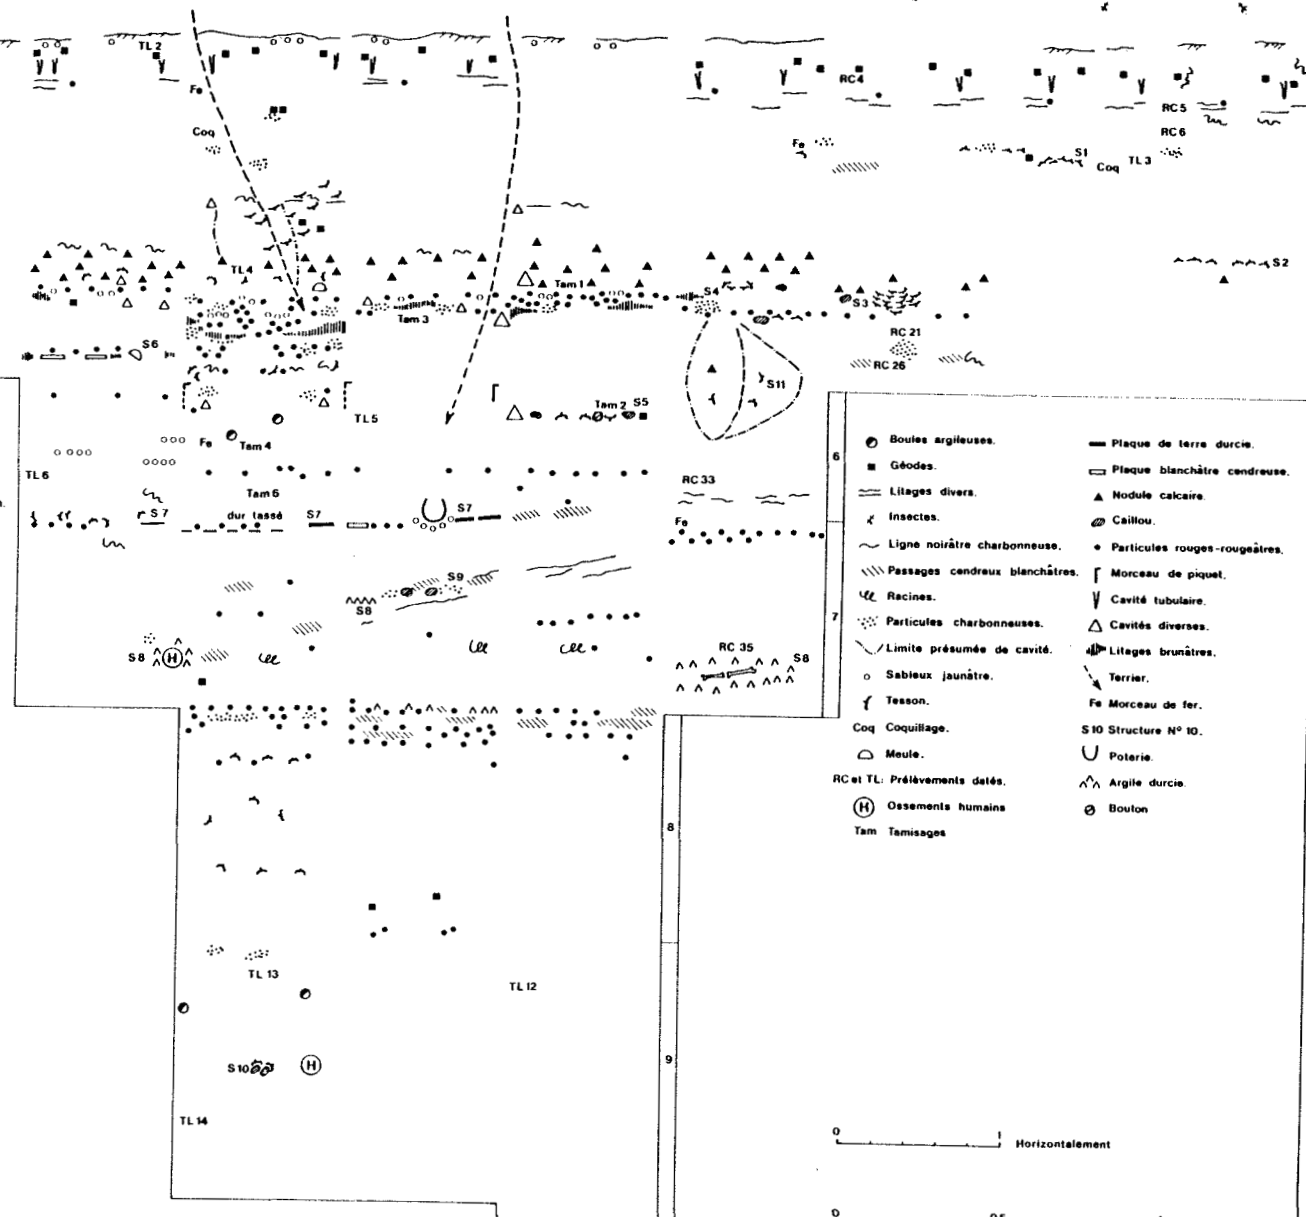 TL 2
Fe
Coq
RC4
RC5
RC6
Fe
S1
Coq
TL 3
TL4
Tam 1
Tam 3
S4
S3
S2
S6
RC 21
RC 26
S11
TL5
Tam 2
S5
Fe
Tam 4
TL 6
RC 33
Tam 6
dur tassé
S 7
S7
S7
Fe
S9
S8
S8
H
RC 35
S8
6
7
8
9
TL 13
TL 12
S 10
H
TL 14
Boules argileuses.
Géodes.
Litages divers.
Insectes.
Ligne noirâtre charbonneuse.
Passages cendreux blanchâtres.
Racines.
Particules charbonneuses.
Limite présumée de cavité.
Sableux jaunâtre.
Tesson.
Coq Coquillage.
Meule.
RC et TL: Prélèvements datés.
H Ossements humains
Tam Tamisages
Plaque de terre durcie.
Plaque blanchâtre cendreuse.
Nodule calcaire.
Caillou.
Particules rouges-rougeâtres.
Morceau de piquet.
Cavité tubulaire.
Cavités diverses.
Litages brunâtres.
Terrier.
Fe Morceau de fer.
S10 Structure N° 10.
Poterie.
Argile durcie.
Bouton
0 1 Horizontalement
0 0,5